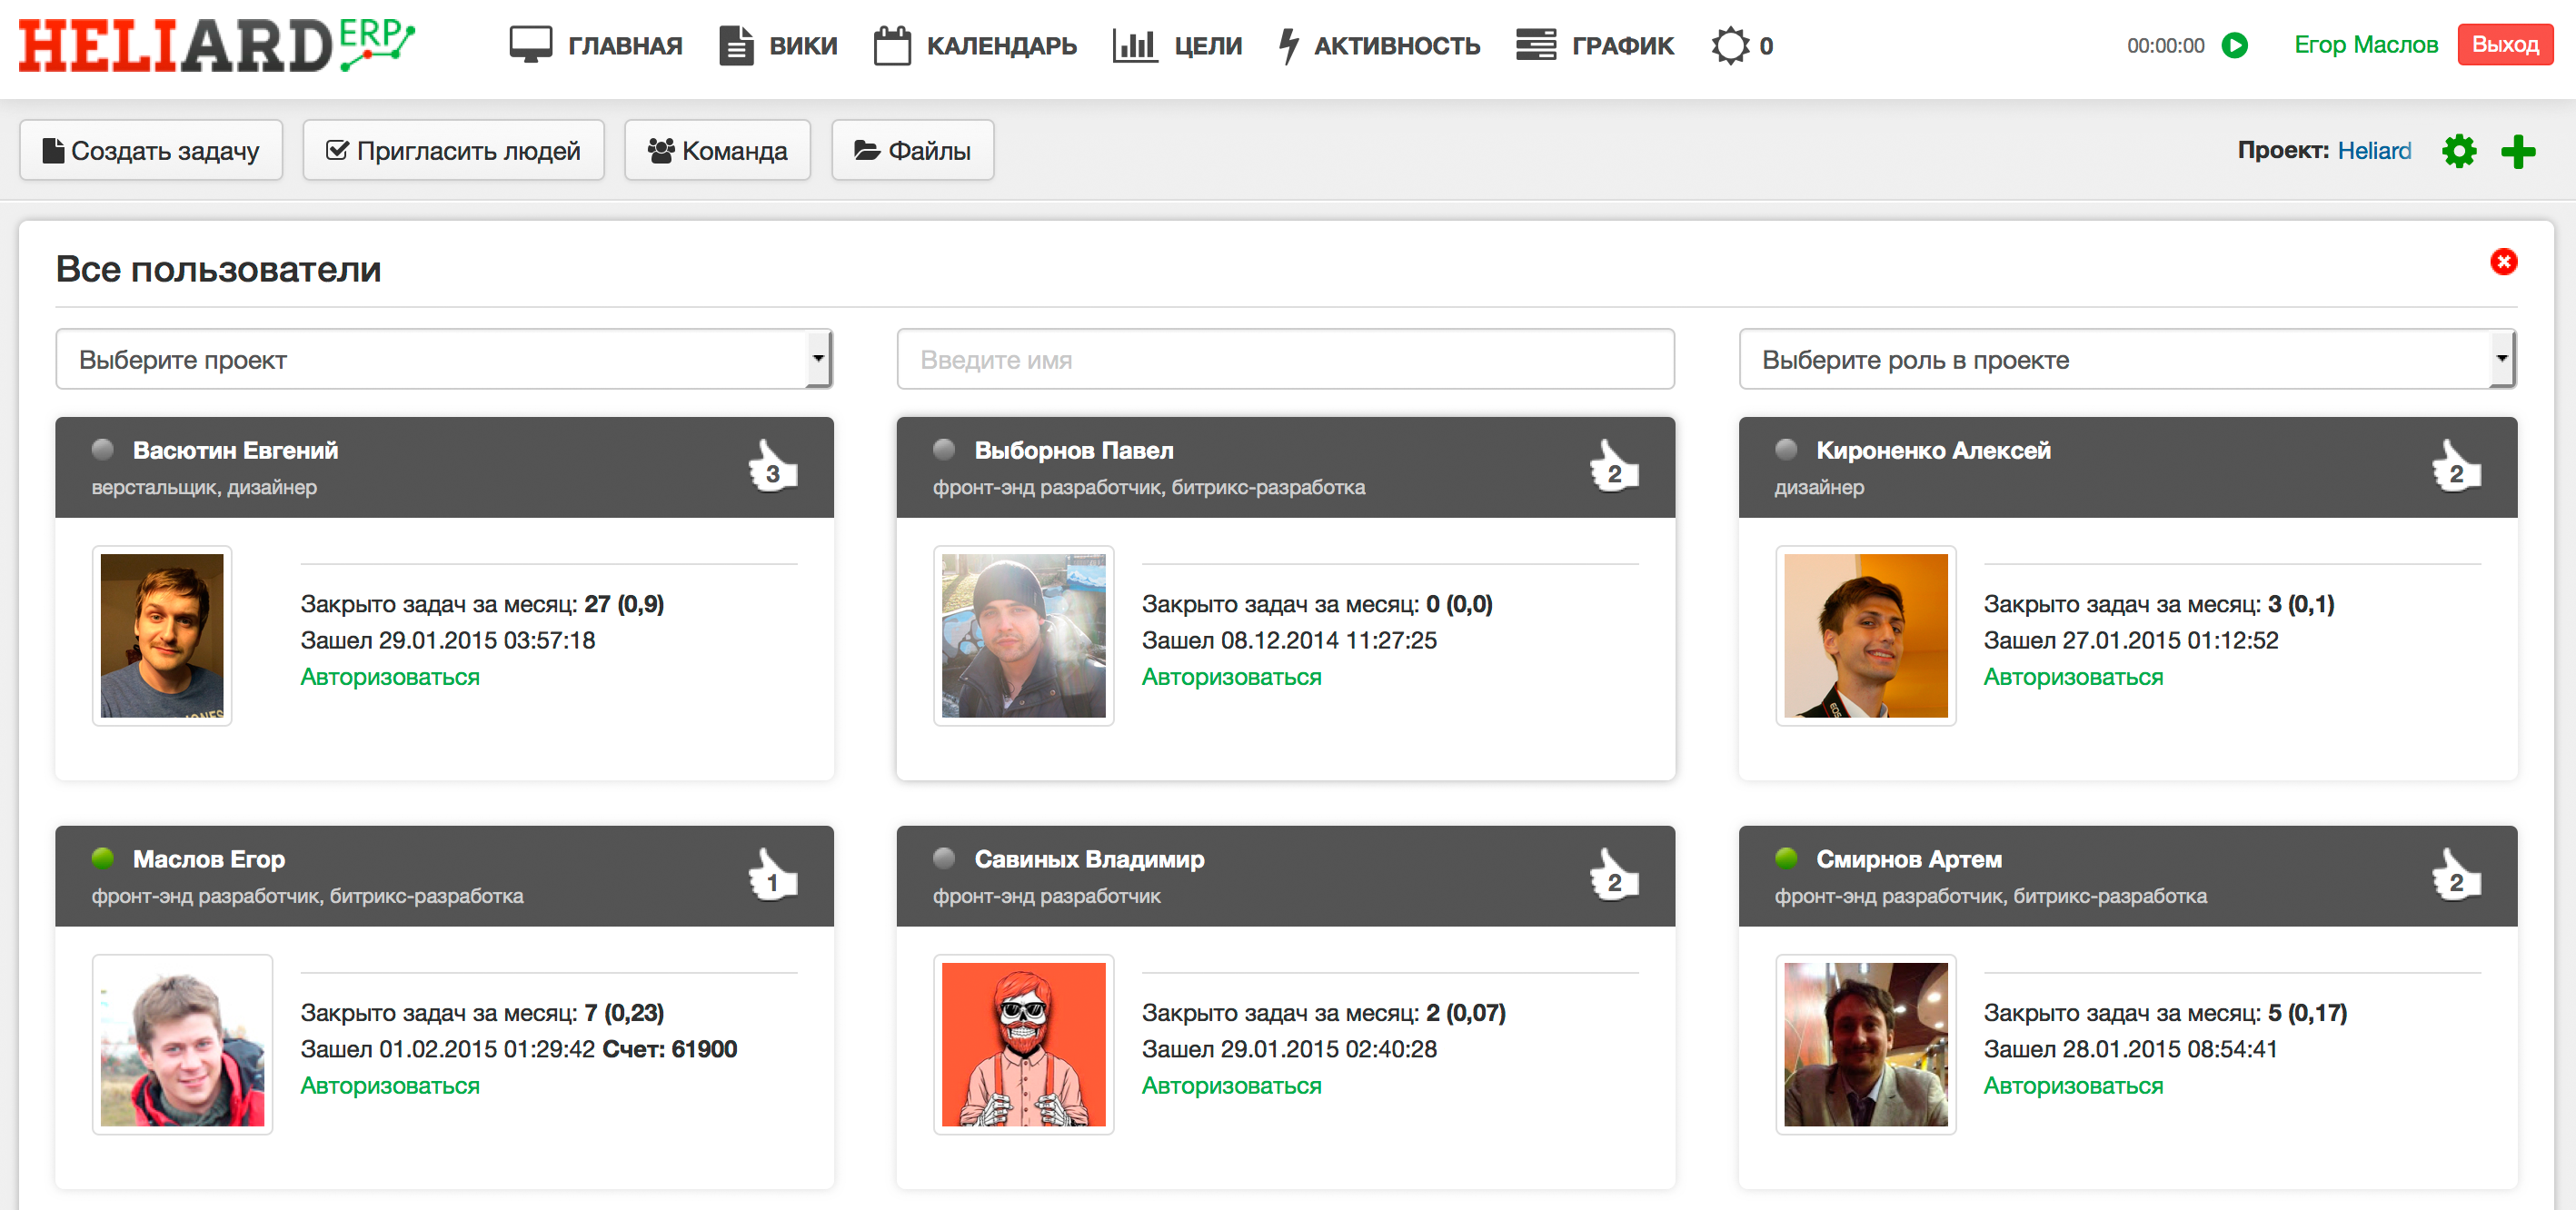 HELIARD ERP
ГЛАВНАЯ
ВИКИ
КАЛЕНДАРЬ
ЦЕЛИ
АКТИВНОСТЬ
ГРАФИК
0
00:00:00
Егор Маслов
Выход
Создать задачу
Пригласить людей
Команда
Файлы
Проект: Heliard
Все пользователи
Выберите проект
Введите имя
Выберите роль в проекте
Васютин Евгений
3
верстальщик, дизайнер
Закрыто задач за месяц: 27 (0,9)
Зашел 29.01.2015 03:57:18
Авторизоваться
Выборнов Павел
2
фронт-энд разработчик, битрикс-разработка
Закрыто задач за месяц: 0 (0,0)
Зашел 08.12.2014 11:27:25
Авторизоваться
Кироненко Алексей
2
дизайнер
EOS
Закрыто задач за месяц: 3 (0,1)
Зашел 27.01.2015 01:12:52
Авторизоваться
Маслов Егор
1
фронт-энд разработчик, битрикс-разработка
Закрыто задач за месяц: 7 (0,23)
Зашел 01.02.2015 01:29:42 Счет: 61900
Авторизоваться
Савиных Владимир
2
фронт-энд разработчик
Закрыто задач за месяц: 2 (0,07)
Зашел 29.01.2015 02:40:28
Авторизоваться
Смирнов Артем
2
фронт-энд разработчик, битрикс-разработка
Закрыто задач за месяц: 5 (0,17)
Зашел 28.01.2015 08:54:41
Авторизоваться